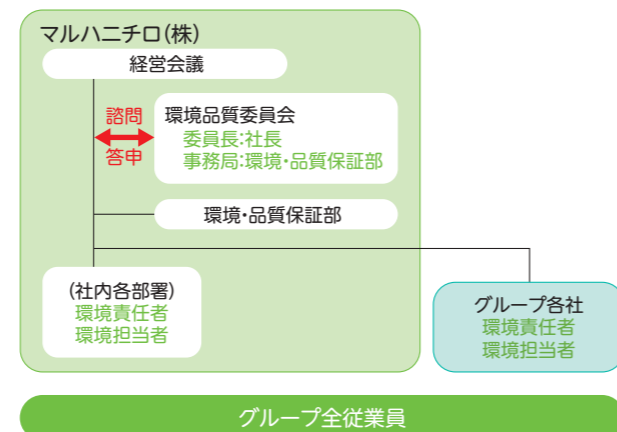 マルハニチロ(株)
経営会議
諮問
答申
環境品質委員会
委員長:社長
事務局:環境・品質保証部
環境・品質保証部
(社内各部署)
環境責任者
環境担当者
グループ各社
環境責任者
環境担当者
グループ全従業員